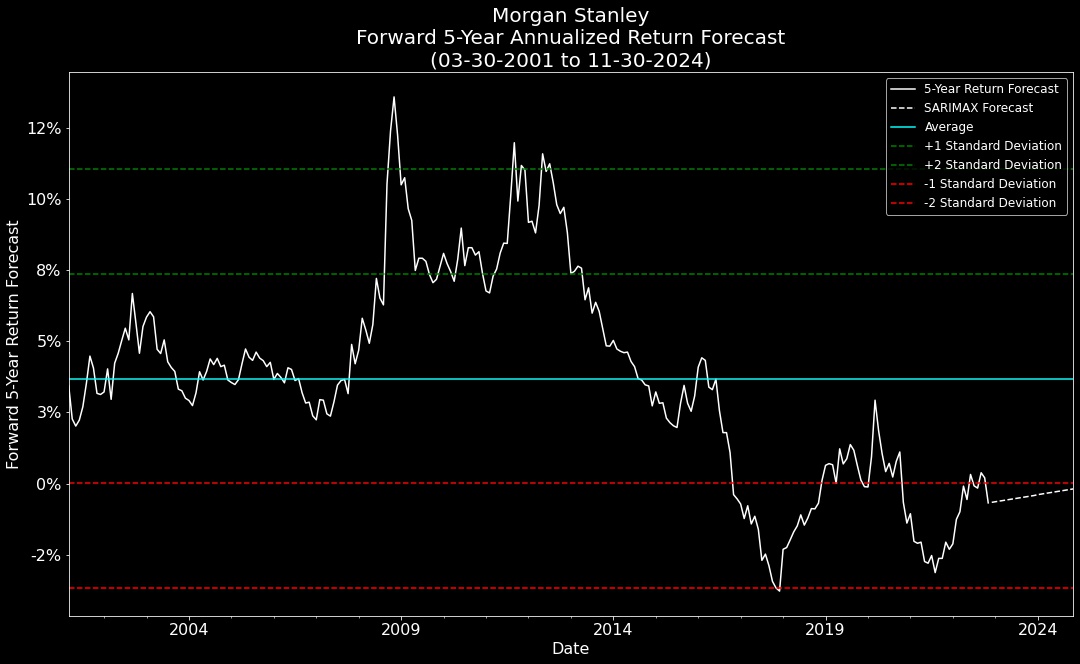 Morgan Stanley
Forward 5-Year Annualized Return Forecast
(03-30-2001 to 11-30-2024)
5-Year Return Forecast
SARIMAX Forecast
Average
+1 Standard Deviation
+2 Standard Deviation
-1 Standard Deviation
-2 Standard Deviation
Forward 5-Year Return Forecast
12%
10%
8%
5%
3%
0%
-2%
2004
2009
2014
2019
2024
Date